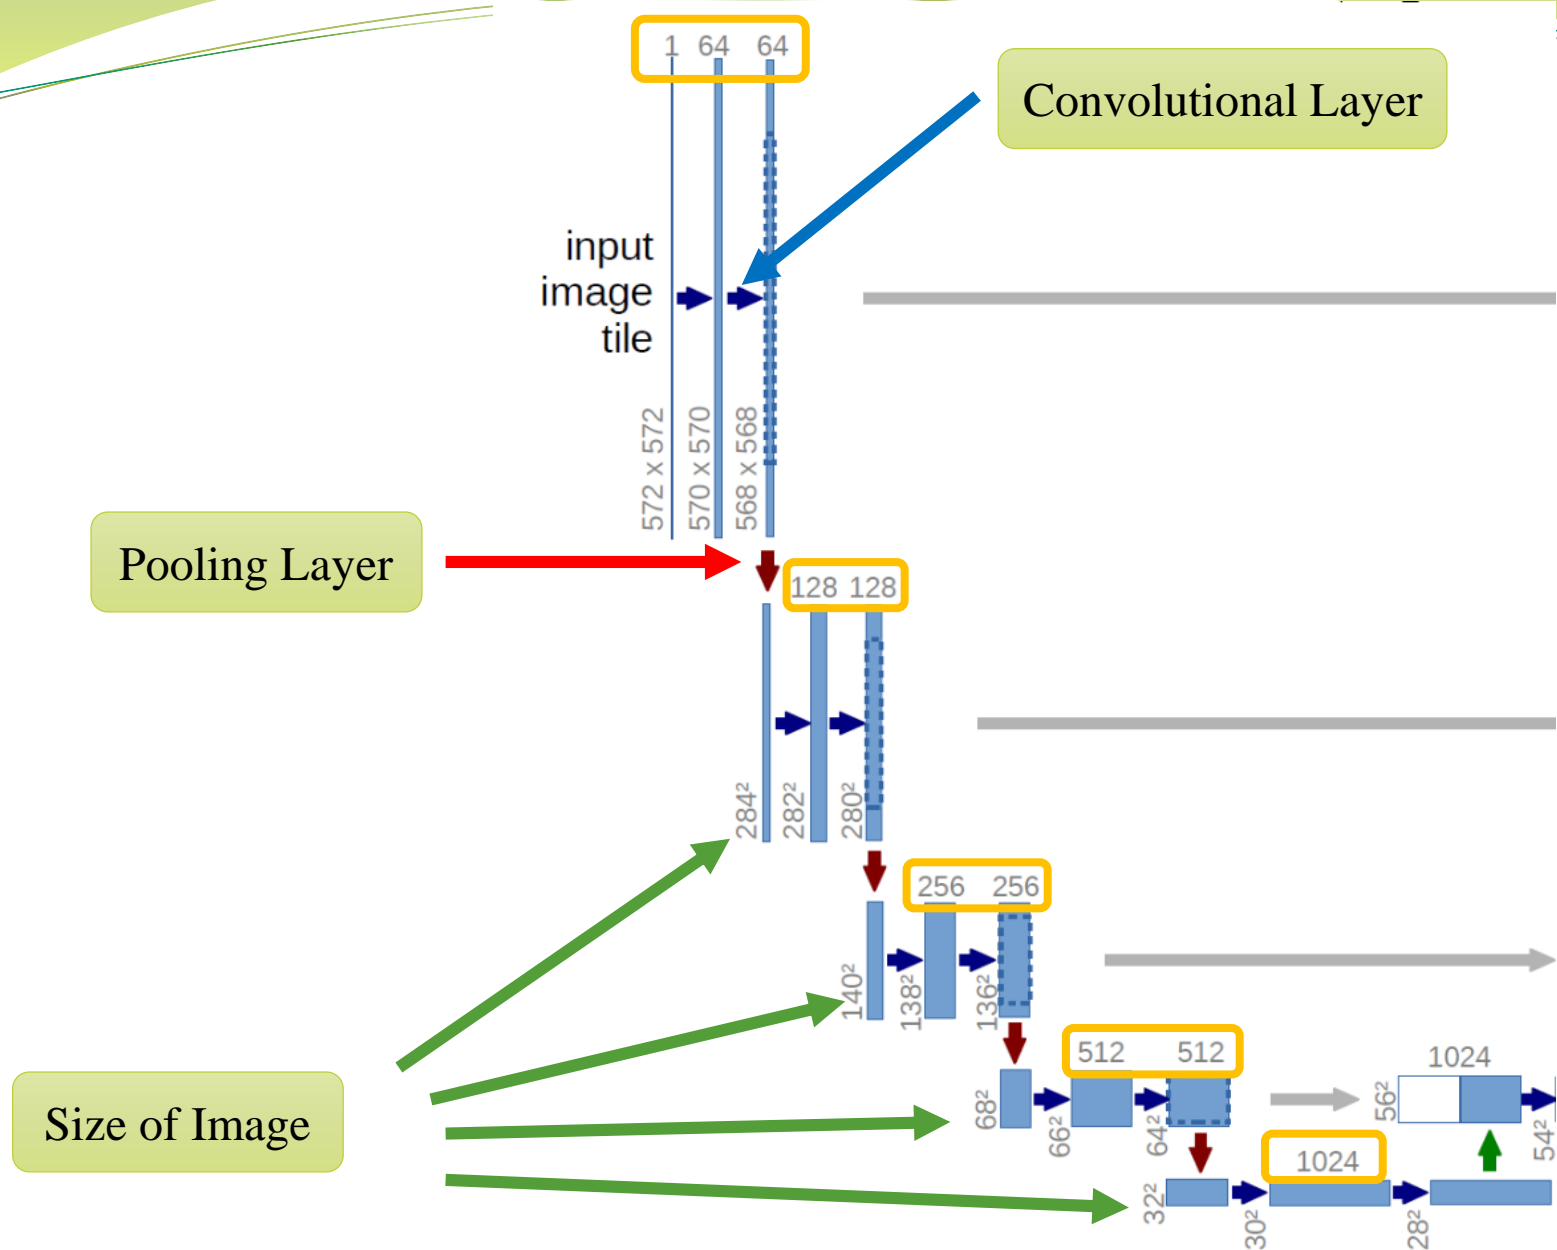 1 64 64
Convolutional Layer
input
image
tile
572 x 572
570 x 570
568 x 568
Pooling Layer
128 128
284²
282²
280²
256 256
140²
138²
136²
512 512
1024
68²
66²
64²
56²
54²
Size of Image
1024
32²
30²
28²